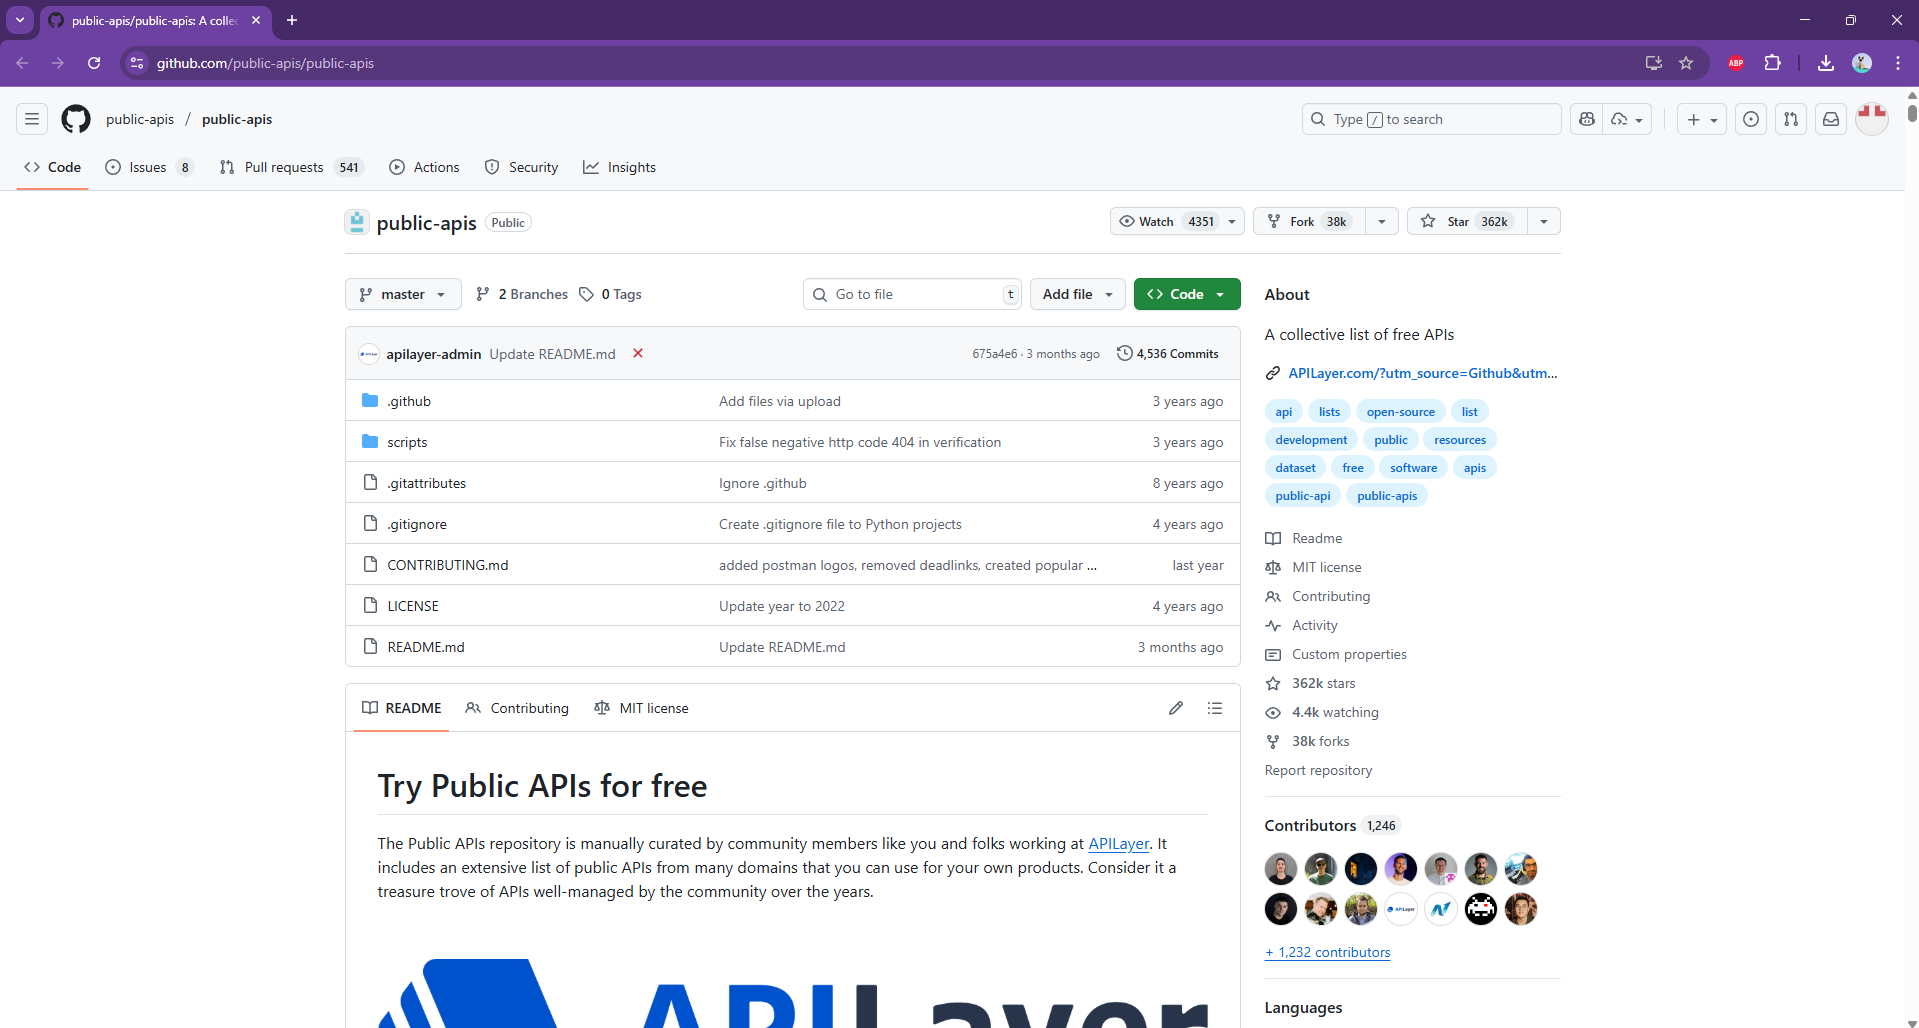 public-apis/public-apis: A colle
github.com/public-apis/public-apis
ABP
public-apis / public-apis
Type / to search
Code
Issues 8
Pull requests 541
Actions
Security
Insights
public-apis Public
Watch 4351
Fork 38k
Star 362k
master
2 Branches
0 Tags
Go to file t
Add file
Code
apilayer-admin Update README.md
675a4e6 · 3 months ago
4,536 Commits
.github Add files via upload 3 years ago
scripts Fix false negative http code 404 in verification 3 years ago
.gitattributes Ignore .github 8 years ago
.gitignore Create .gitignore file to Python projects 4 years ago
CONTRIBUTING.md added postman logos, removed deadlinks, created popular ... last year
LICENSE Update year to 2022 4 years ago
README.md Update README.md 3 months ago
README
Contributing
MIT license
Try Public APIs for free
The Public APIs repository is manually curated by community members like you and folks working at APILayer. It
includes an extensive list of public APIs from many domains that you can use for your own products. Consider it a
treasure trove of APIs well-managed by the community over the years.
APILayer
About
A collective list of free APIs
APILayer.com/?utm_source=Github&utm...
api lists open-source list
development public resources
dataset free software apis
public-api public-apis
Readme
MIT license
Contributing
Activity
Custom properties
362k stars
4.4k watching
38k forks
Report repository
Contributors 1,246
APILayer
+ 1,232 contributors
Languages